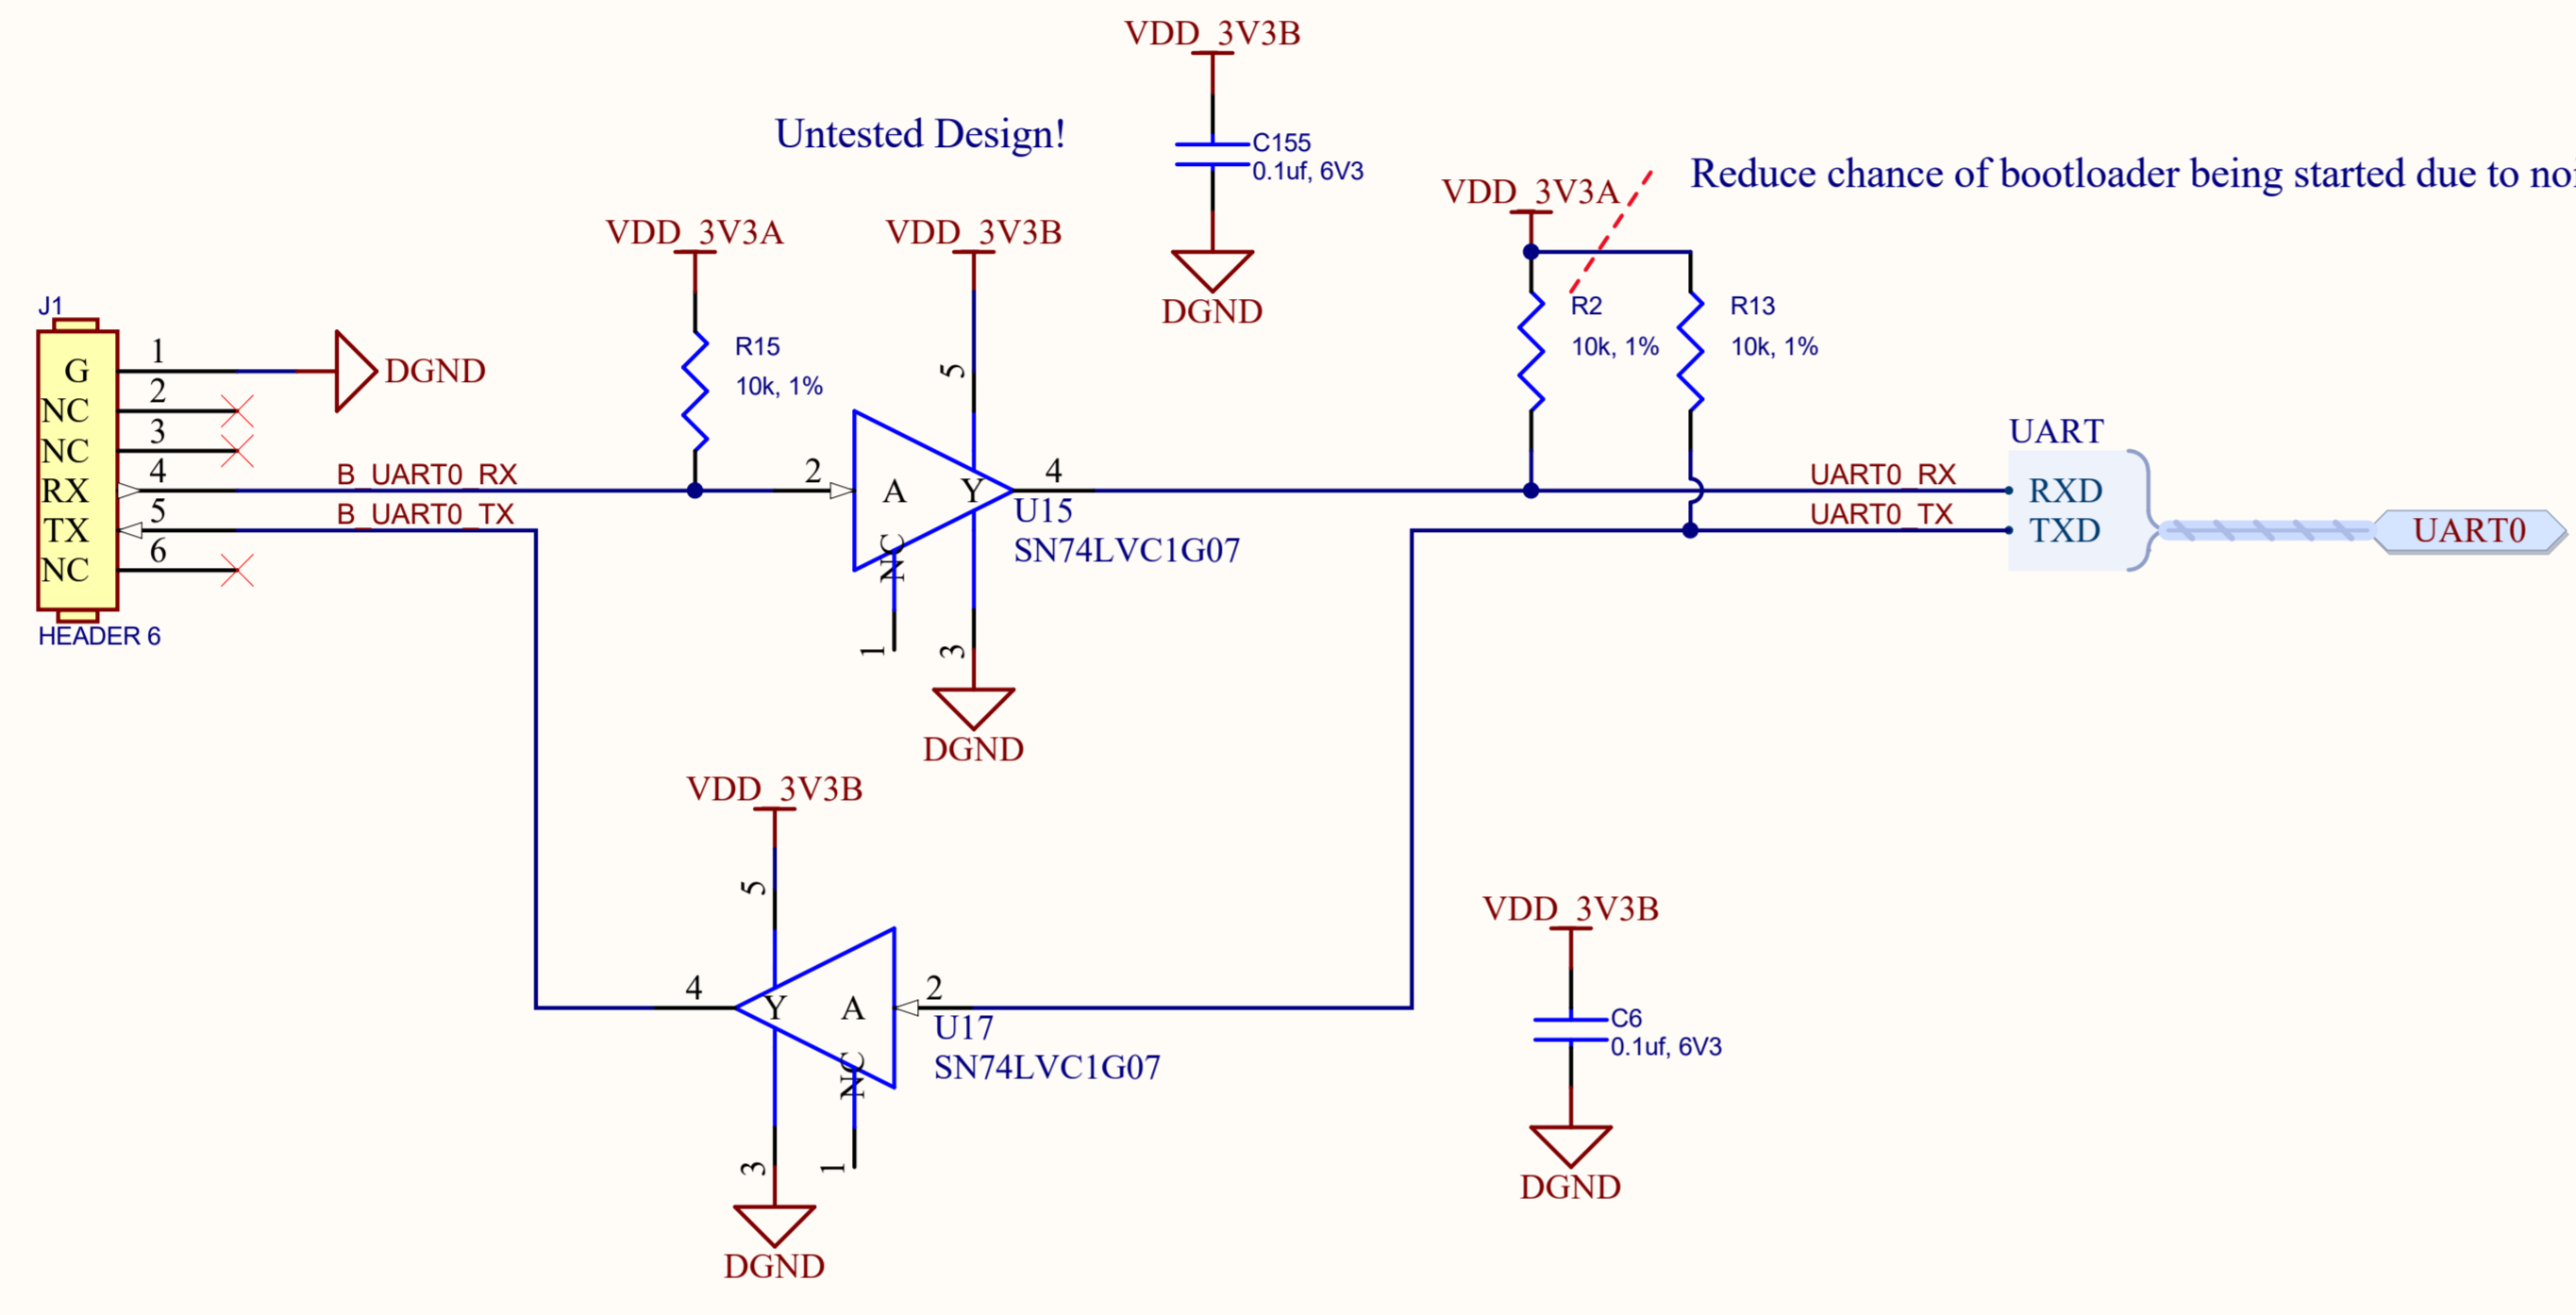 VDD_3V3B
Untested Design!
C155
0.1uf, 6V3
Reduce chance of bootloader being started due to
VDD_3V3A
VDD_3V3A
VDD_3V3B
DGND
J1
R15
10k, 1%
R2
10k, 1%
R13
10k, 1%
5
G
1
DGND
NC
2
NC
3
RX
4
B_UART0_RX
TX
5
B_UART0_TX
NC
6
HEADER 6
2
A
Y
4
NC
U15
SN74LVC1G07
1
3
DGND
UART
UART0_RX
RXD
UART0_TX
TXD
UART0
VDD_3V3B
5
4
Y
A
2
NC
U17
SN74LVC1G07
3
1
DGND
VDD_3V3B
C6
0.1uf, 6V3
DGND